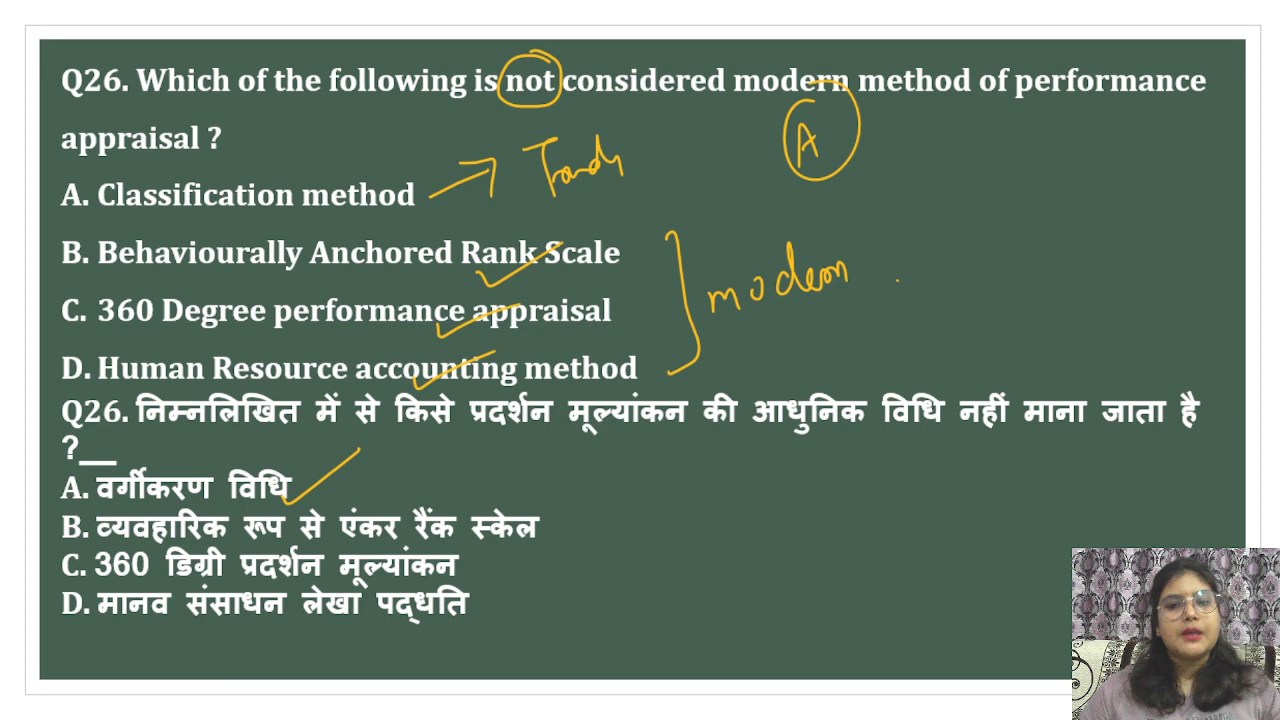 Q26. Which of the following is not considered modern method of performance
appraisal ?
A
A. Classification method
B. Behaviourally Anchored Rank Scale
C. 360 Degree performance appraisal
modern
D. Human Resource accounting method
Q26. निम्नलिखित में से किसे प्रदर्शन मूल्यांकन की आधुनिक विधि नहीं माना जाता है
?__
A. वर्गीकरण विधि
B. व्यवहारिक रूप से एंकर रैंक स्केल
C. 360 डिग्री प्रदर्शन मूल्यांकन
D. मानव संसाधन लेखा पद्धति